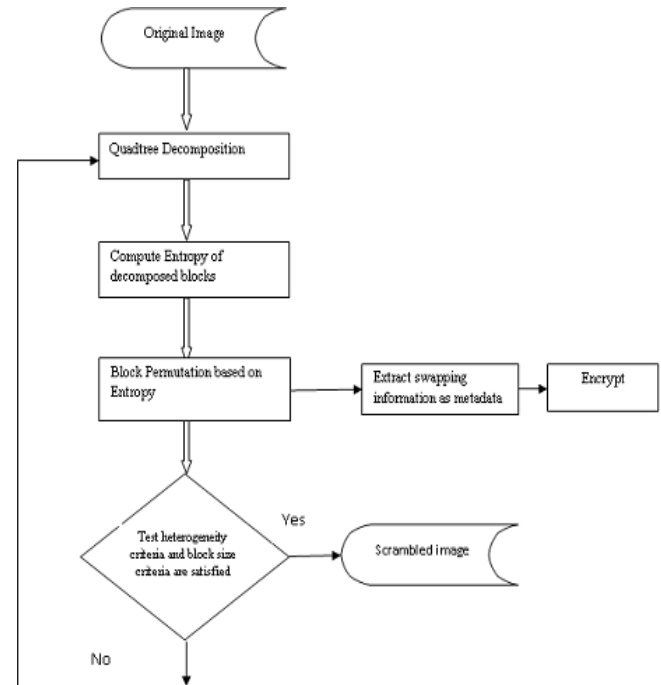 Original Image
Quadtree Decomposition
Compute Entropy of
decomposed blocks
Block Permutation based on
Entropy
Extract swapping
information as metadata
Encrypt
Test heterogeneity
criteria and block size
criteria are satisfied
Yes
Scrambled image
No